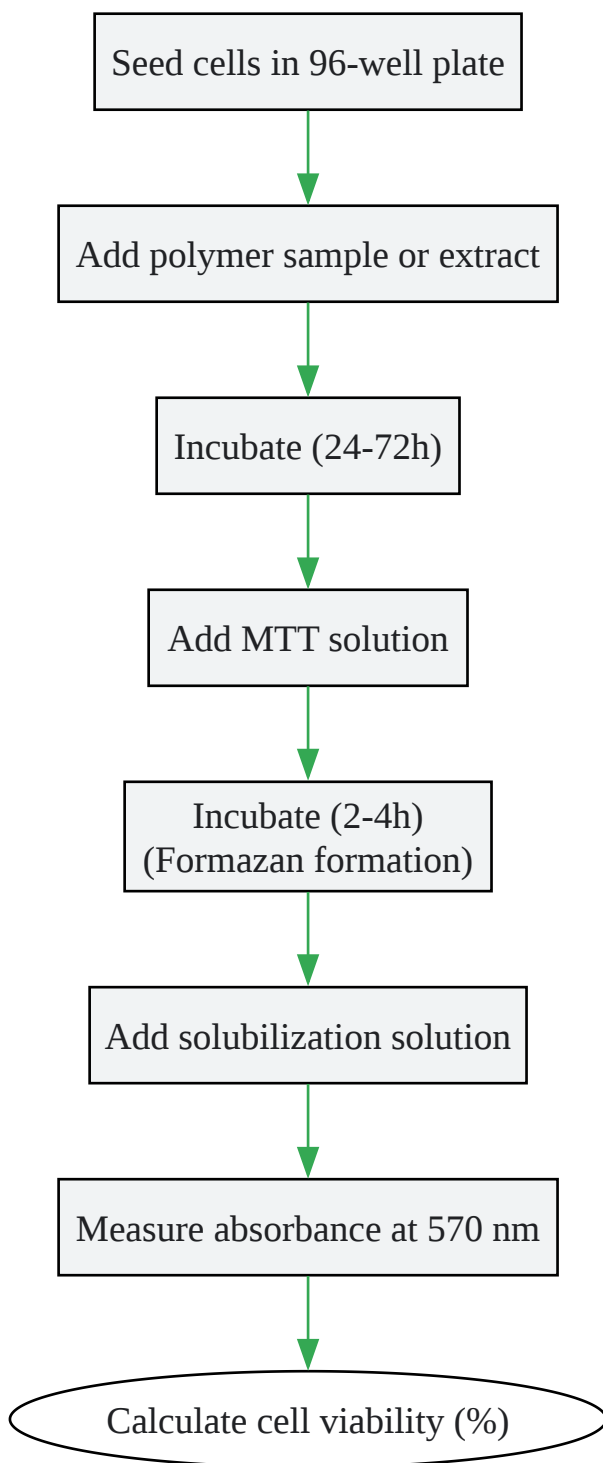 Seed cells in 96-well plate
Add polymer sample or extract
Incubate (24-72h)
Add MTT solution
Incubate (2-4h)
(Formazan formation)
Add solubilization solution
Measure absorbance at 570 nm
Calculate cell viability (%)